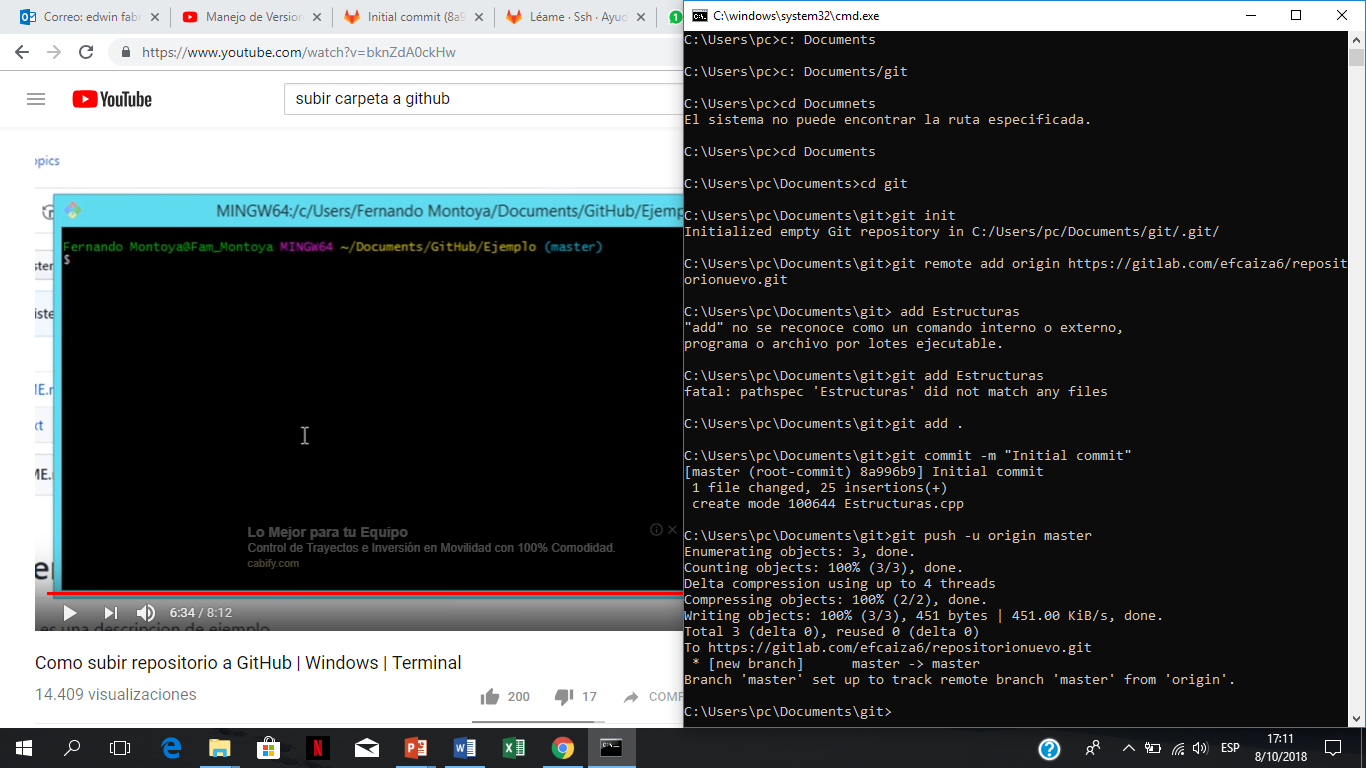 Correo: edwin fab
Manejo de Version
Initial commit (8a9
Léame · Ssh · Ayud
1
https://www.youtube.com/watch?v=bknZdA0ckHw
YouTube
subir carpeta a github
opics
MINGW64:/c/Users/Fernando Montoya/Documents/GitHub/Ejemp
Fernando Montoya@Fam_Montoya MINGW64 ~/Documents/GitHub/Ejemplo (master)
$
Lo Mejor para tu Equipo
Control de Trayectos e Inversión en Movilidad con 100% Comodidad.
cabify.com
6:34 / 8:12
es una descripcion de ejemplo
Como subir repositorio a GitHub | Windows | Terminal
14.409 visualizaciones
200
17
COMP
C:\windows\system32\cmd.exe
C:\Users\pc>c: Documents
C:\Users\pc>c: Documents/git
C:\Users\pc>cd Documnets
El sistema no puede encontrar la ruta especificada.
C:\Users\pc>cd Documents
C:\Users\pc\Documents>cd git
C:\Users\pc\Documents\git>git init
Initialized empty Git repository in C:/Users/pc/Documents/git/.git/
C:\Users\pc\Documents\git>git remote add origin https://gitlab.com/efcaiza6/reposit
orionuevo.git
C:\Users\pc\Documents\git> add Estructuras
"add" no se reconoce como un comando interno o externo,
programa o archivo por lotes ejecutable.
C:\Users\pc\Documents\git>git add Estructuras
fatal: pathspec 'Estructuras' did not match any files
C:\Users\pc\Documents\git>git add .
C:\Users\pc\Documents\git>git commit -m "Initial commit"
[master (root-commit) 8a996b9] Initial commit
1 file changed, 25 insertions(+)
create mode 100644 Estructuras.cpp
C:\Users\pc\Documents\git>git push -u origin master
Enumerating objects: 3, done.
Counting objects: 100% (3/3), done.
Delta compression using up to 4 threads
Compressing objects: 100% (2/2), done.
Writing objects: 100% (3/3), 451 bytes | 451.00 KiB/s, done.
Total 3 (delta 0), reused 0 (delta 0)
To https://gitlab.com/efcaiza6/repositorionuevo.git
* [new branch]      master -> master
Branch 'master' set up to track remote branch 'master' from 'origin'.
C:\Users\pc\Documents\git>
ESP
17:11
8/10/2018